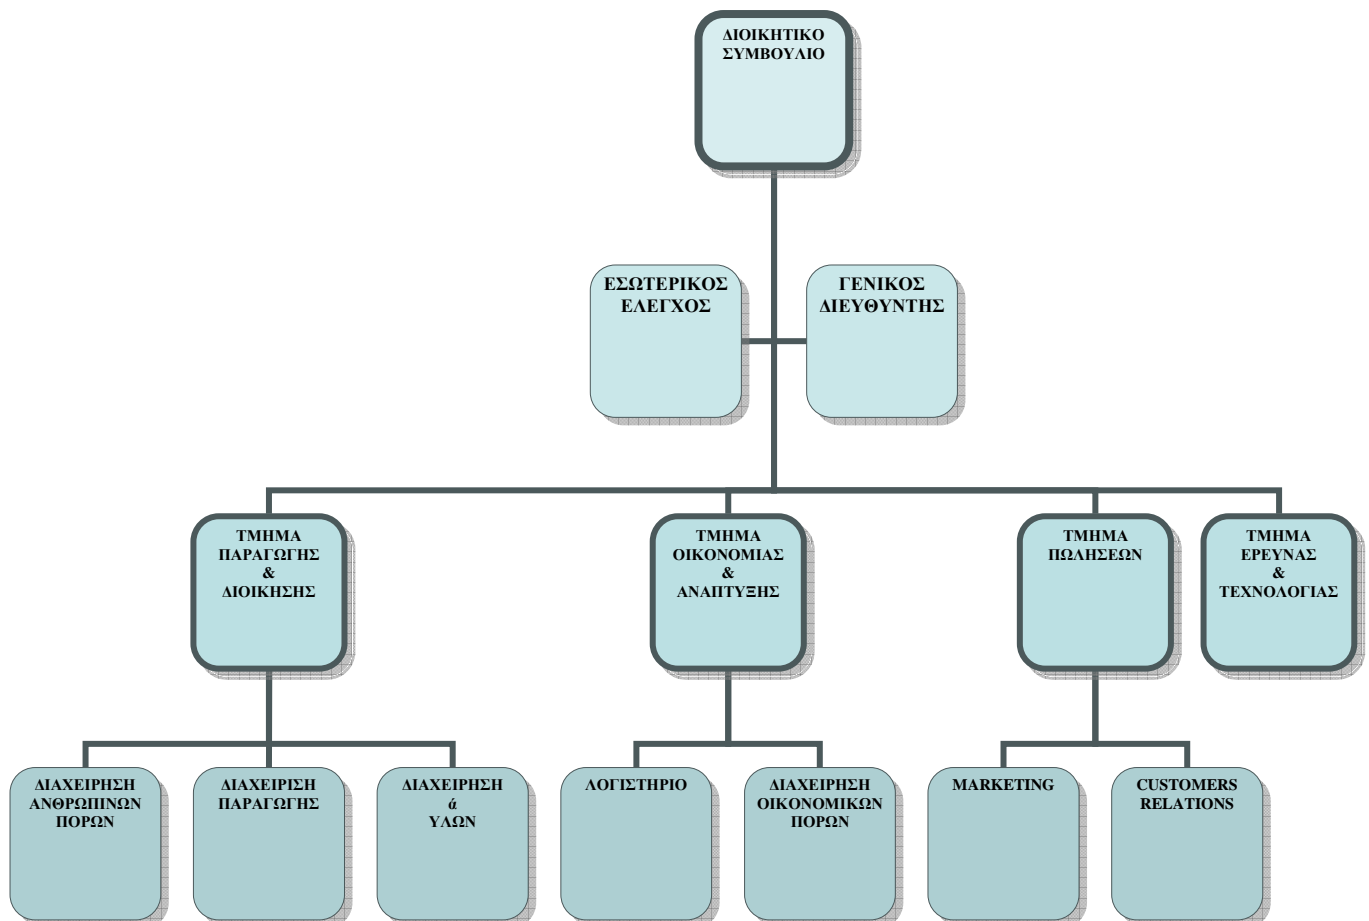 ΔΙΟΙΚΗΤΙΚΟ
ΣΥΜΒΟΥΛΙΟ
ΕΣΩΤΕΡΙΚΟΣ
ΕΛΕΓΧΟΣ
ΓΕΝΙΚΟΣ
ΔΙΕΥΘΥΝΤΗΣ
ΤΜΗΜΑ
ΠΑΡΑΓΩΓΗΣ
&
ΔΙΟΙΚΗΣΗΣ
ΤΜΗΜΑ
ΟΙΚΟΝΟΜΙΑΣ
&
ΑΝΑΠΤΥΞΗΣ
ΤΜΗΜΑ
ΠΩΛΗΣΕΩΝ
ΤΜΗΜΑ
ΕΡΕΥΝΑΣ
&
ΤΕΧΝΟΛΟΓΙΑΣ
ΔΙΑΧΕΙΡΗΣΗ
ΑΝΘΡΩΠΙΝΩΝ
ΠΟΡΩΝ
ΔΙΑΧΕΙΡΙΣΗ
ΠΑΡΑΓΩΓΗΣ
ΔΙΑΧΕΙΡΗΣΗ
ά
ΥΛΩΝ
ΛΟΓΙΣΤΗΡΙΟ
ΔΙΑΧΕΙΡΗΣΗ
ΟΙΚΟΝΟΜΙΚΩΝ
ΠΟΡΩΝ
MARKETING
CUSTOMERS
RELATIONS